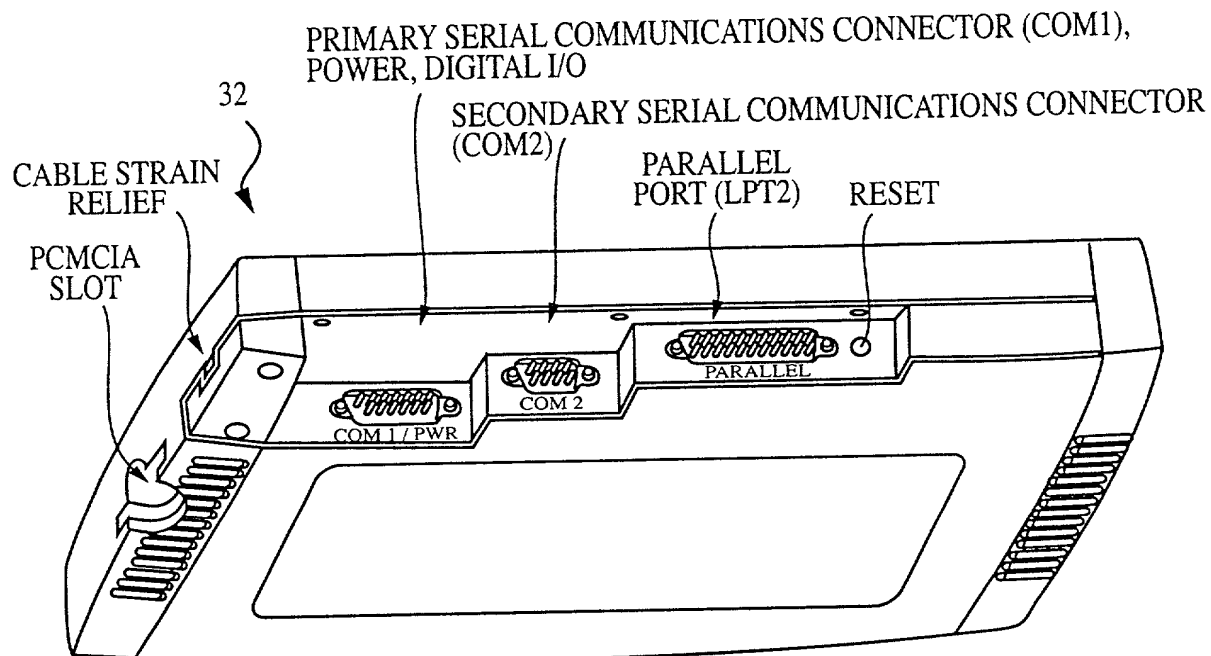 PRIMARY SERIAL COMMUNICATIONS CONNECTOR (COM1),
POWER, DIGITAL I/O
32
SECONDARY SERIAL COMMUNICATIONS CONNECTOR
(COM2)
CABLE STRAIN
RELIEF
PARALLEL
PORT (LPT2)
RESET
PCMCIA
SLOT
PARALLEL
COM 2
COM 1 / PWR